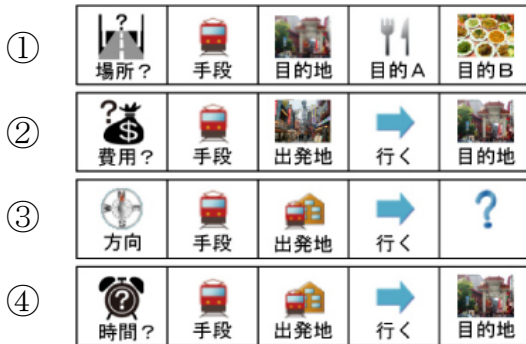 ① 場所? 手段 目的地 目的A 目的B
② 費用? 手段 出発地 行く 目的地
③ 方向 手段 出発地 行く ?
④ 時間? 手段 出発地 行く 目的地